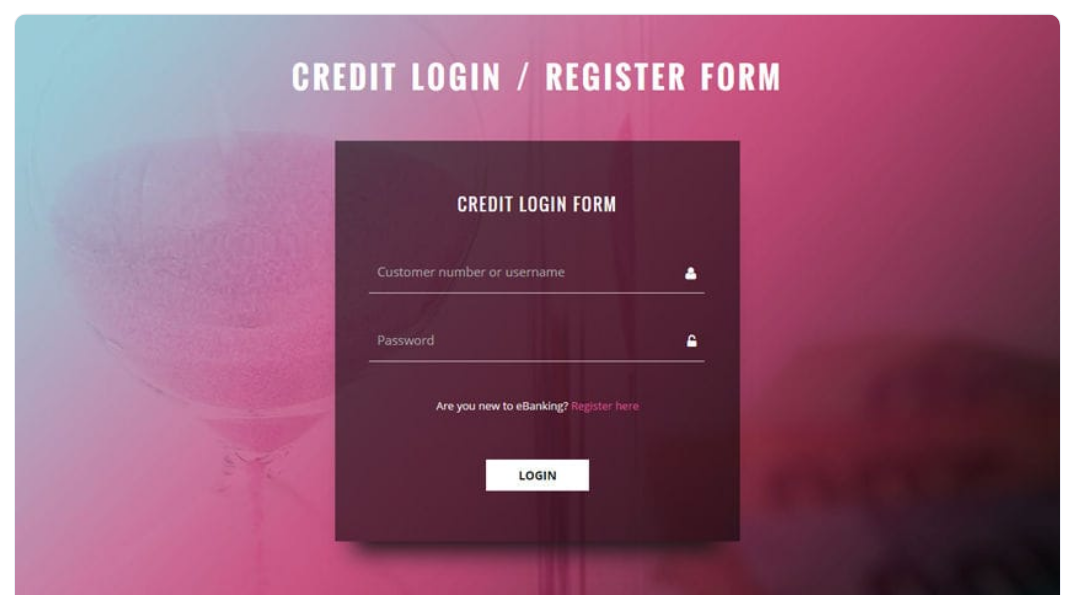 CREDIT LOGIN / REGISTER FORM
CREDIT LOGIN FORM
Customer number or username
Password
Are you new to eBanking? Register here
LOGIN